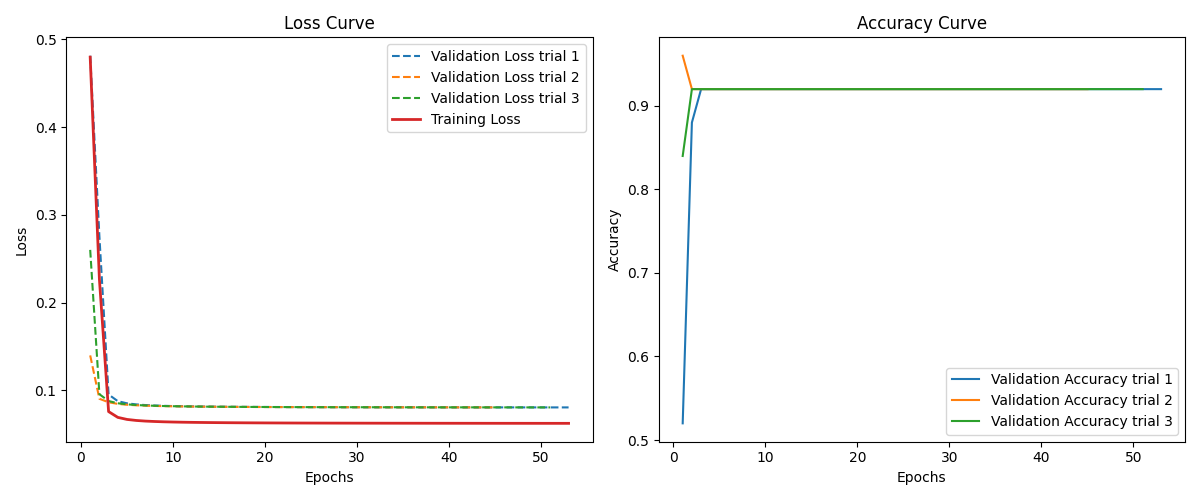 Loss Curve
0.5
0.4
0.3
0.2
0.1
Loss
0
10
20
30
40
50
Epochs
Validation Loss trial 1
Validation Loss trial 2
Validation Loss trial 3
Training Loss
Accuracy Curve
0.9
0.8
0.7
0.6
0.5
Accuracy
0
10
20
30
40
50
Epochs
Validation Accuracy trial 1
Validation Accuracy trial 2
Validation Accuracy trial 3